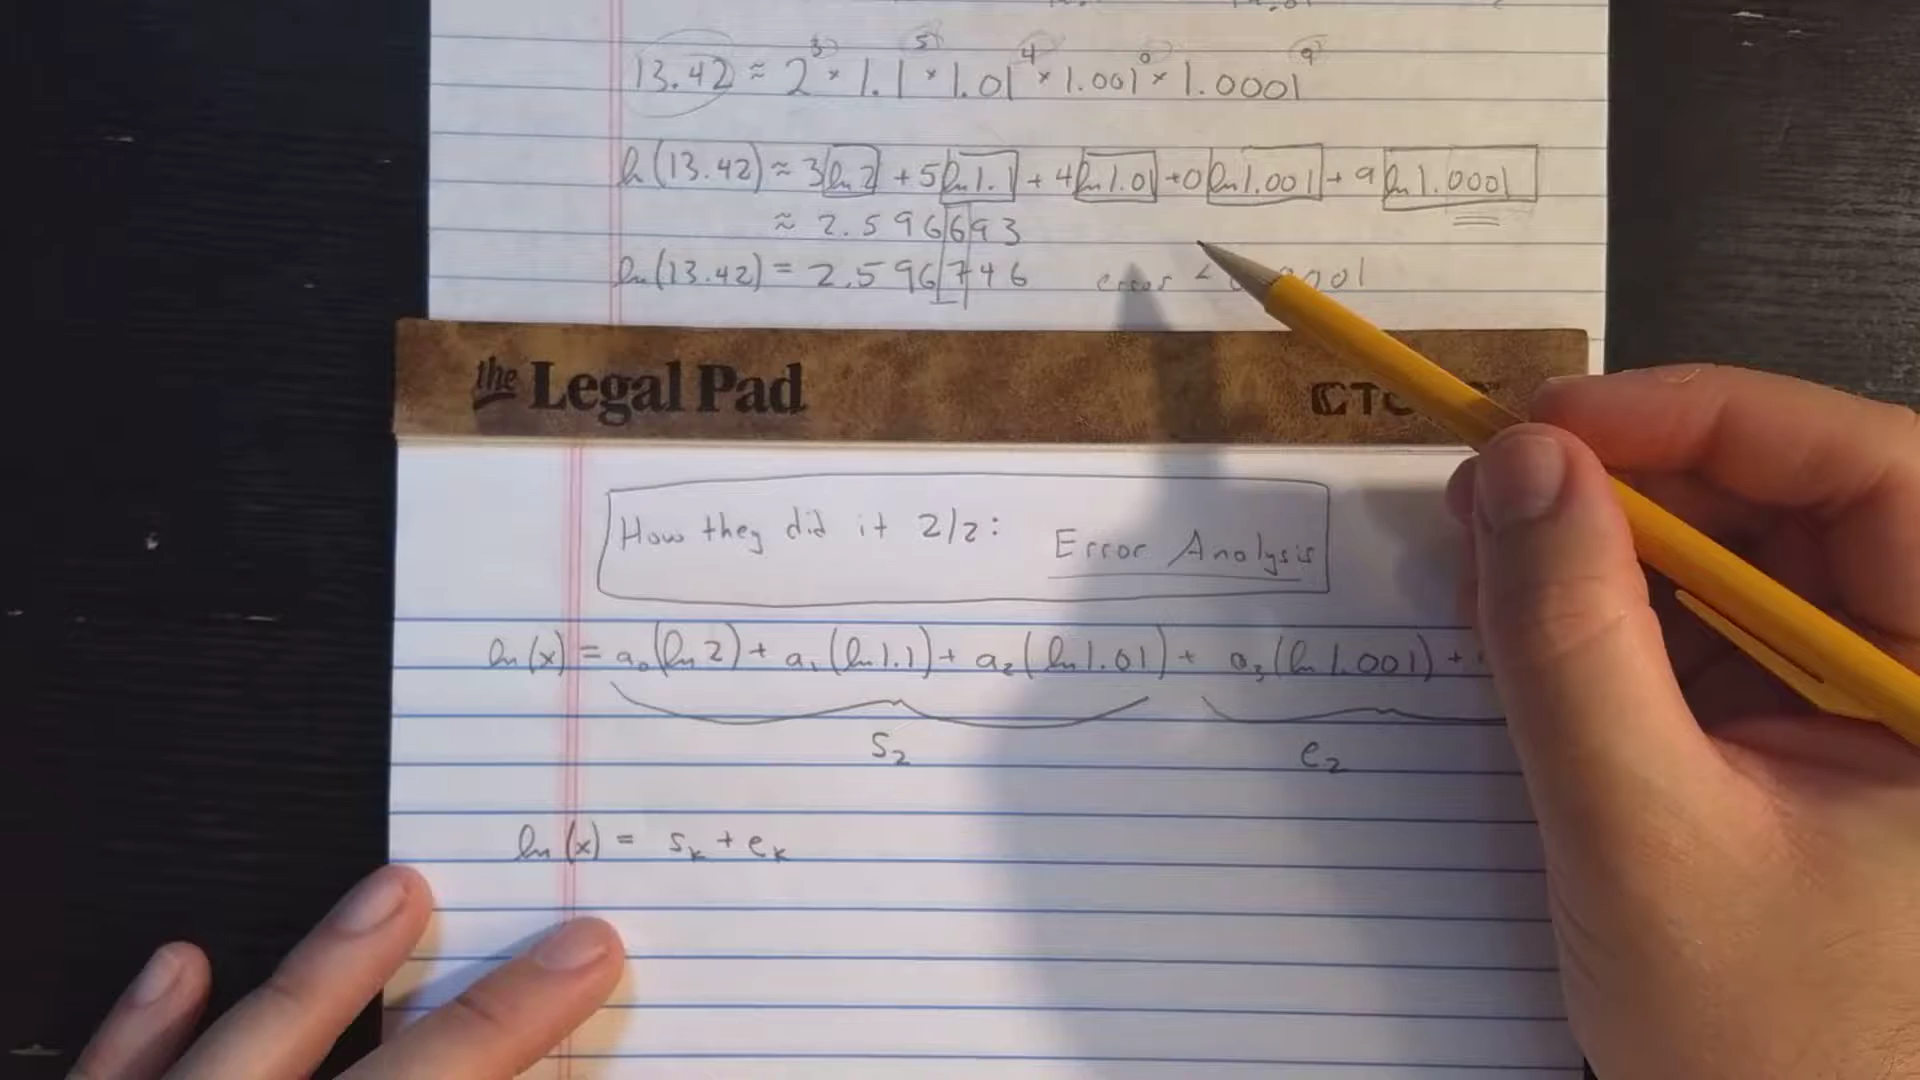 13.42 ≈ 2³ × 1.1⁵ × 1.01⁴ × 1.001⁰ × 1.0001⁹
ln(13.42) ≈ 3 ln 2 + 5 ln 1.1 + 4 ln 1.01 + 0 ln 1.001 + 9 ln 1.0001
≈ 2.596693
ln(13.42) = 2.596746 error <
the Legal Pad
How they did it 2/2: Error Analysis
ln(x) = a₀(ln 2) + a₁(ln 1.1) + a₂(ln 1.01) + a₃(ln 1.001) +
s₂ e₂
ln(x) = sₖ + eₖ